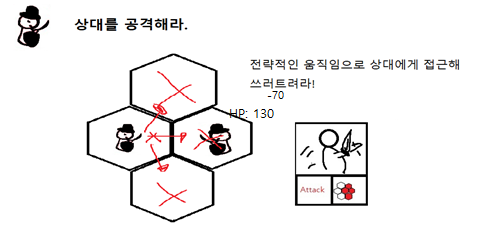 상대를 공격해라.
전략적인 움직임으로 상대에게 접근해
쓰러트려라!
-70
HP: 130
Attack